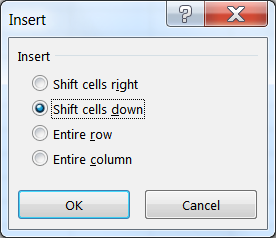 Insert
?
Insert
Shift cells right
Shift cells down
Entire row
Entire column
OK
Cancel